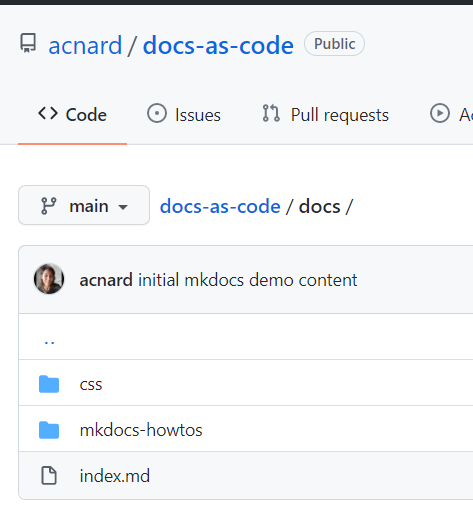 acnard / docs-as-code Public
Code Issues Pull requests A
main docs-as-code / docs /
acnard initial mkdocs demo content
..
css
mkdocs-howtos
index.md